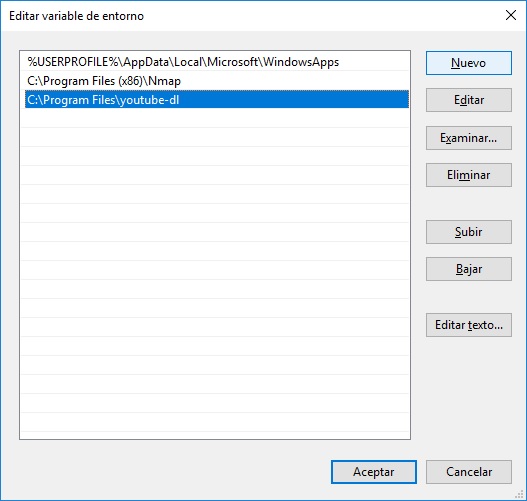 Editar variable de entorno
%USERPROFILE%\AppData\Local\Microsoft\WindowsApps
C:\Program Files (x86)\Nmap
C:\Program Files\youtube-dl
Nuevo
Editar
Examinar...
Eliminar
Subir
Bajar
Editar texto...
Aceptar
Cancelar